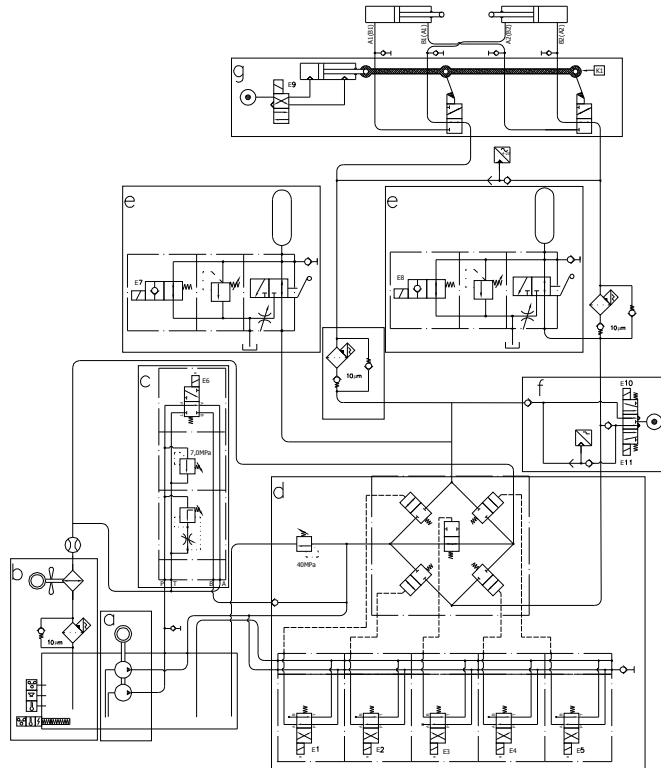 A1(B1)
B1(A1)
A2(B2)
B2(A2)
g
E9
K1
e
E7
e
E8
10μm
10μm
c
E6
f
E10
E11
7,0MPa
d
40MPa
b
P
T
B
A
a
10μm
E1
E2
E3
E4
E5